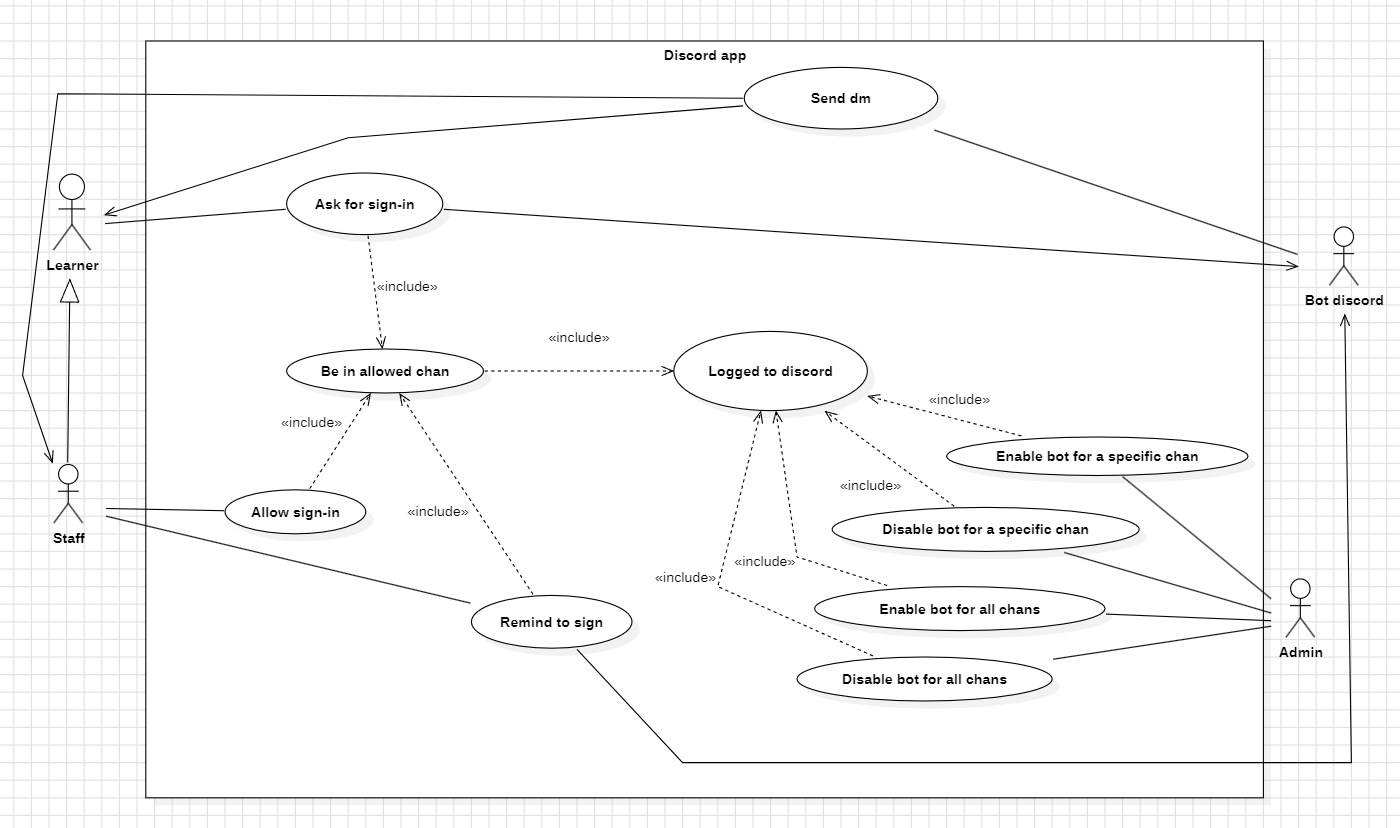 Discord app
Send dm
Ask for sign-in
Learner
«include»
Bot discord
«include»
Be in allowed chan
Logged to discord
«include»
«include»
Enable bot for a specific chan
«include»
«include»
Allow sign-in
Disable bot for a specific chan
Staff
«include»
«include»
Enable bot for all chans
Remind to sign
Admin
Disable bot for all chans